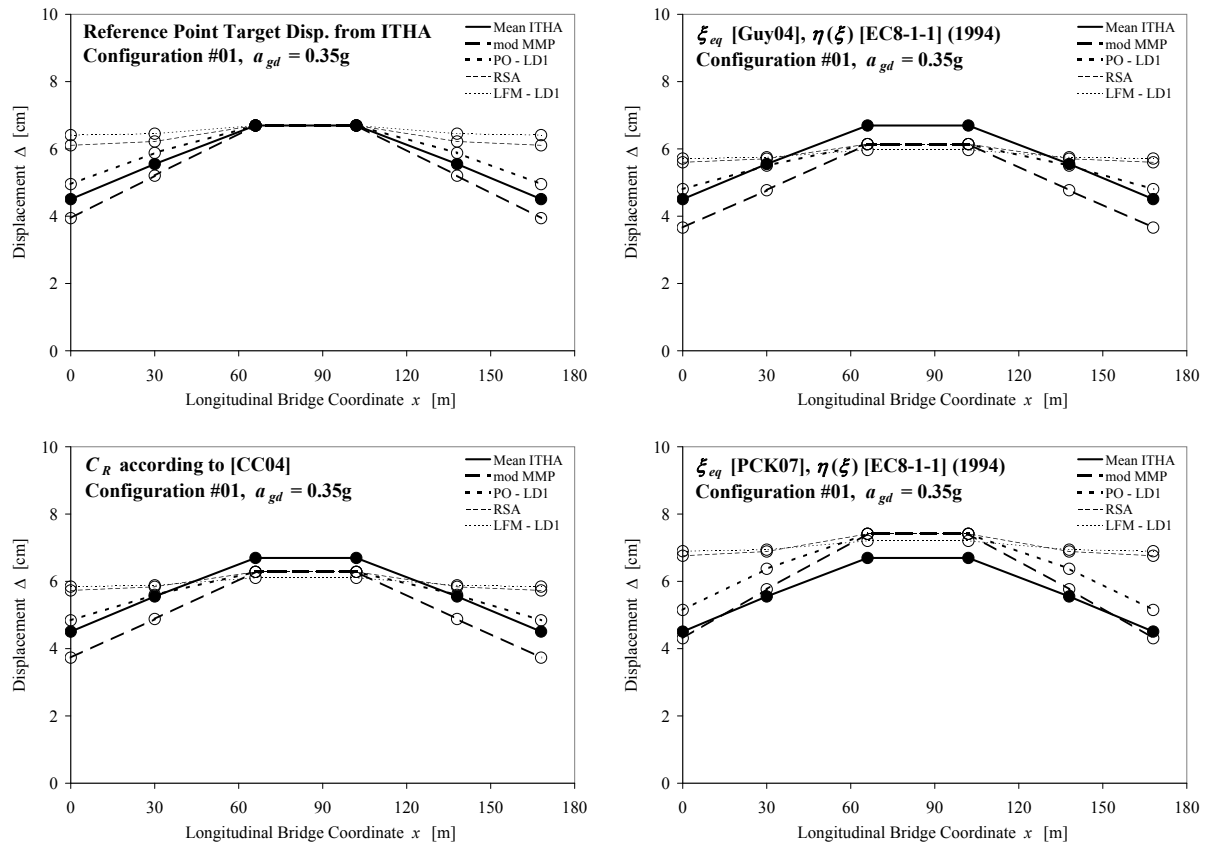 Reference Point Target Disp. from ITHA
Configuration #01, a gd = 0.35g
Mean ITHA
mod MMP
PO - LD1
RSA
LFM - LD1
Displacement Δ [cm]
10
8
6
4
2
0
0 30 60 90 120 150 180
Longitudinal Bridge Coordinate x [m]
ξ eq [Guy04], η(ξ) [EC8-1-1] (1994)
Configuration #01, a gd = 0.35g
Mean ITHA
mod MMP
PO - LD1
RSA
LFM - LD1
Displacement Δ [cm]
10
8
6
4
2
0
0 30 60 90 120 150 180
Longitudinal Bridge Coordinate x [m]
C R according to [CC04]
Configuration #01, a gd = 0.35g
Mean ITHA
mod MMP
PO - LD1
RSA
LFM - LD1
Displacement Δ [cm]
10
8
6
4
2
0
0 30 60 90 120 150 180
Longitudinal Bridge Coordinate x [m]
ξ eq [PCK07], η(ξ) [EC8-1-1] (1994)
Configuration #01, a gd = 0.35g
Mean ITHA
mod MMP
PO - LD1
RSA
LFM - LD1
Displacement Δ [cm]
10
8
6
4
2
0
0 30 60 90 120 150 180
Longitudinal Bridge Coordinate x [m]